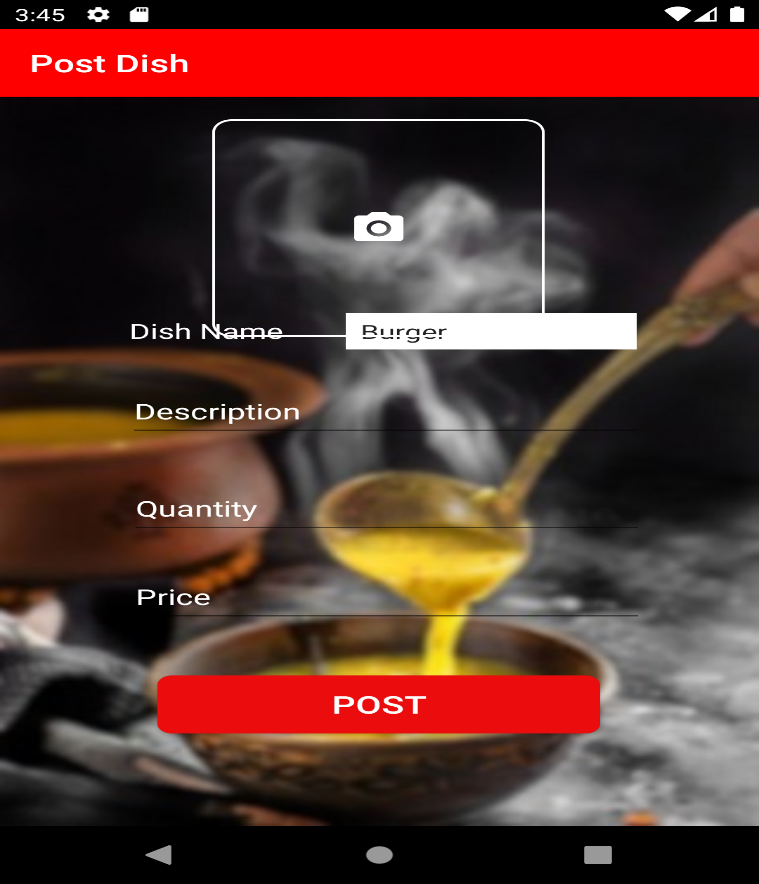 3:45
Post Dish
Dish Name Burger
Description
Quantity
Price
POST